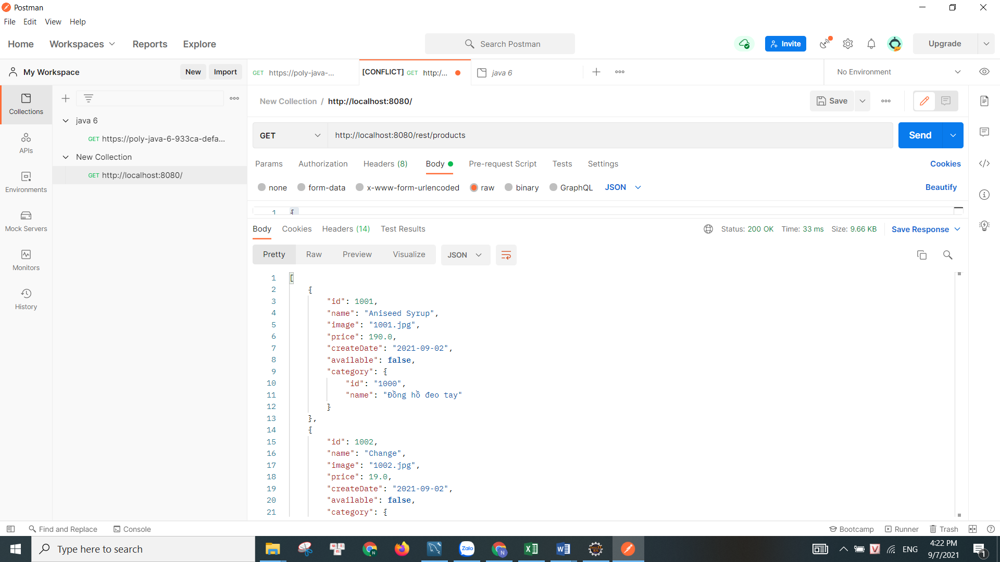 Postman
File Edit View Help
Home Workspaces Reports Explore Search Postman Invite Upgrade
My Workspace New Import GET https://poly-java-... [CONFLICT] GET http:/... java 6 No Environment
Collections
APIs
Environments
Mock Servers
Monitors
History
java 6
GET https://poly-java-6-933ca-defa...
New Collection
GET http://localhost:8080/
New Collection / http://localhost:8080/ Save
GET http://localhost:8080/rest/products Send
Params Authorization Headers (8) Body Pre-request Script Tests Settings Cookies
none form-data x-www-form-urlencoded raw binary GraphQL JSON Beautify
1 {
Body Cookies Headers (14) Test Results Status: 200 OK Time: 33 ms Size: 9.66 KB Save Response
Pretty Raw Preview Visualize JSON
1 [
2 {
3 "id": 1001,
4 "name": "Aniseed Syrup",
5 "image": "1001.jpg",
6 "price": 190.0,
7 "createDate": "2021-09-02",
8 "available": false,
9 "category": {
10 "id": "1000",
11 "name": "Đồng hồ đeo tay"
12 }
13 },
14 {
15 "id": 1002,
16 "name": "Change",
17 "image": "1002.jpg",
18 "price": 19.0,
19 "createDate": "2021-09-02",
20 "available": false,
21 "category": {
Find and Replace Console Bootcamp Runner Trash
Type here to search Zalo ENG 4:22 PM
9/7/2021 1